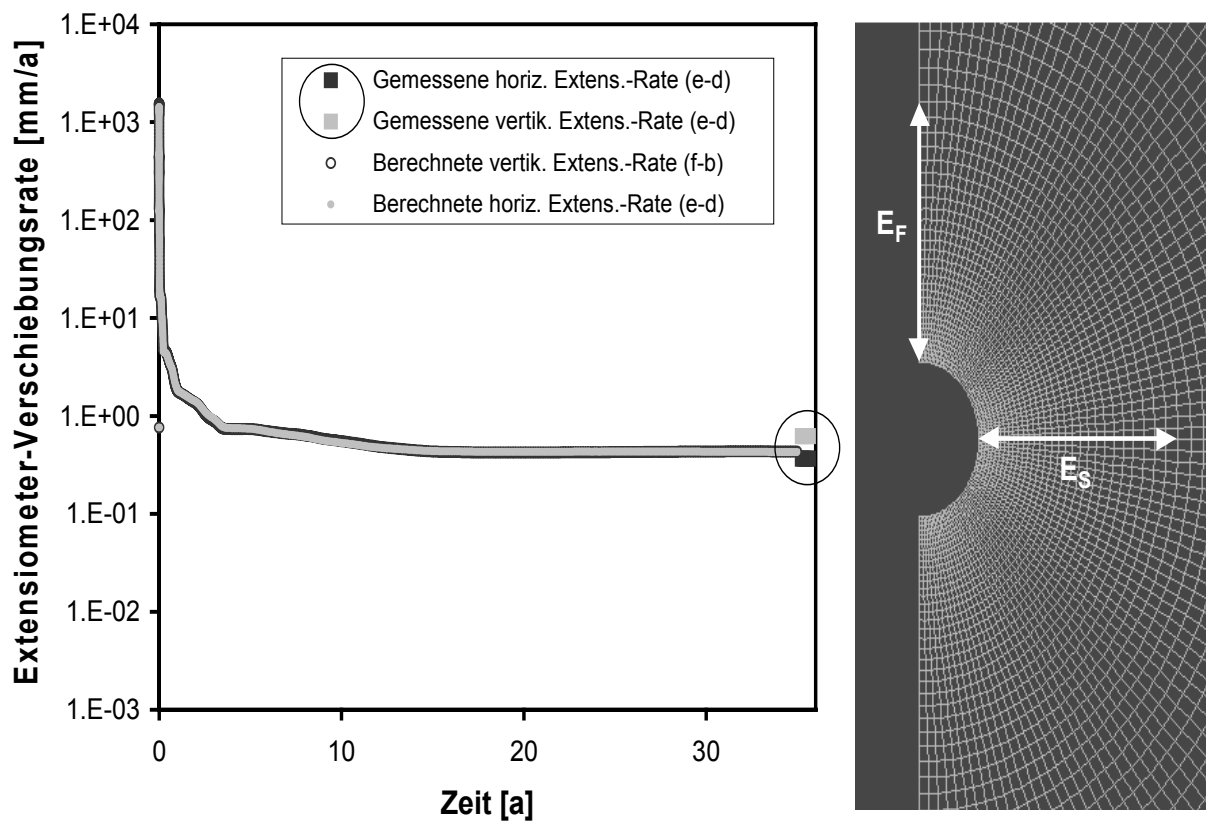 Extensiometer-Verschiebungsrate [mm/a]
1.E+04
1.E+03
1.E+02
1.E+01
1.E+00
1.E-01
1.E-02
1.E-03
Gemessene horiz. Extens.-Rate (e-d)
Gemessene vertik. Extens.-Rate (e-d)
Berechnete vertik. Extens.-Rate (f-b)
Berechnete horiz. Extens.-Rate (e-d)
0 10 20 30
Zeit [a]
EF
ES